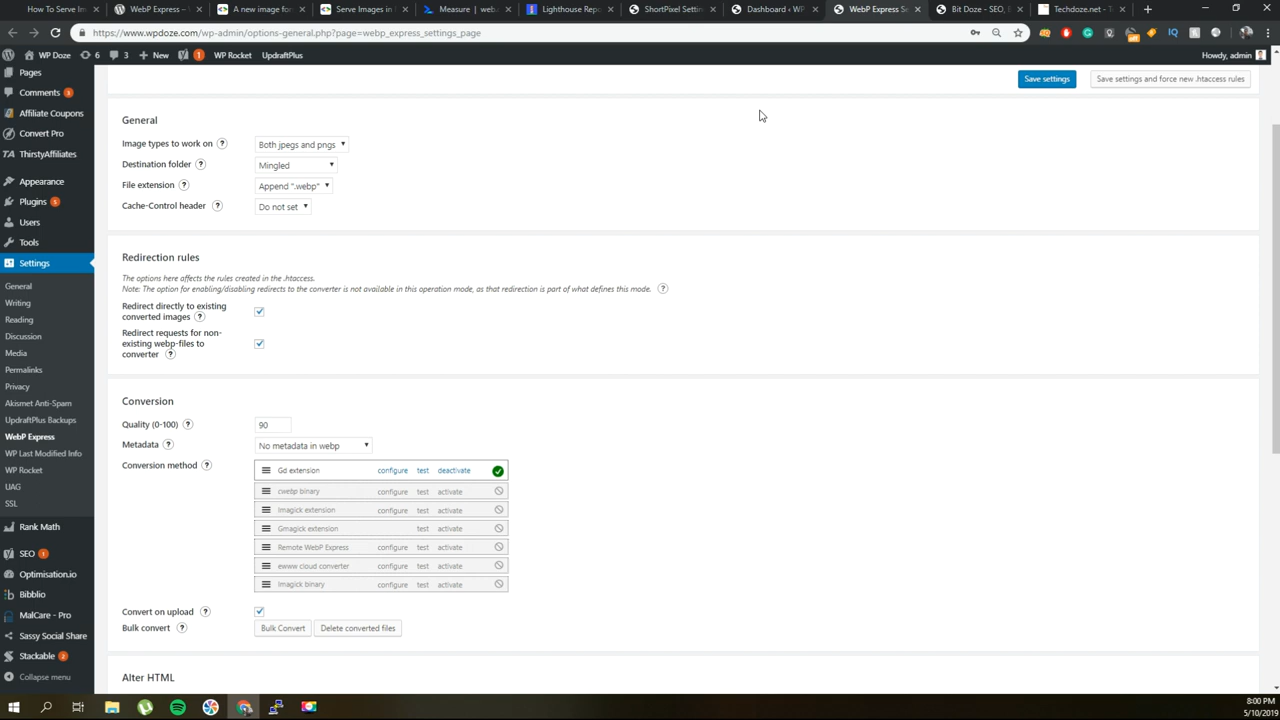 How To Serve Im
WebP Express –
A new image for
Serve Images in
Measure | web.
Lighthouse Repo
ShortPixel Settin
Dashboard ‹ WP
WebP Express Se
Bit Doze - SEO,
Techdoze.net - T
https://www.wpdoze.com/wp-admin/options-general.php?page=webp_express_settings_page
WP Doze
6
3
New
1
WP Rocket
UpdraftPlus
Howdy, admin
Pages
Comments 3
Affiliate Coupons
Convert Pro
ThirstyAffiliates
Appearance
Plugins 5
Users
Tools
Settings
General
Writing
Reading
Discussion
Media
Permalinks
Privacy
Akismet Anti-Spam
UpdraftPlus Backups
WebP Express
WP Last Modified Info
WP Rocket
UAG
SSL
Rank Math
SEO 1
Optimisation.io
Bibblio
MalCare - Pro
Sassy Social Share
Stackable 2
Collapse menu
Save settings
Save settings and force new .htaccess rules
General
Image types to work on ? Both jpegs and pngs
Destination folder ? Mingled
File extension ? Append ".webp"
Cache-Control header ? Do not set
Redirection rules
The options here affects the rules created in the .htaccess.
Note: The option for enabling/disabling redirects to the converter is not available in this operation mode, as that redirection is part of what defines this mode. ?
Redirect directly to existing
converted images ?
Redirect requests for non-
existing webp-files to
converter ?
Conversion
Quality (0-100) ? 90
Metadata ? No metadata in webp
Conversion method ?
Gd extension configure test deactivate
cwebp binary configure test activate
Imagick extension configure test activate
Gmagick extension test activate
Remote WebP Express configure test activate
ewww cloud converter configure test activate
Imagick binary configure test activate
Convert on upload ?
Bulk convert ? Bulk Convert Delete converted files
Alter HTML
8:00 PM
5/10/2019